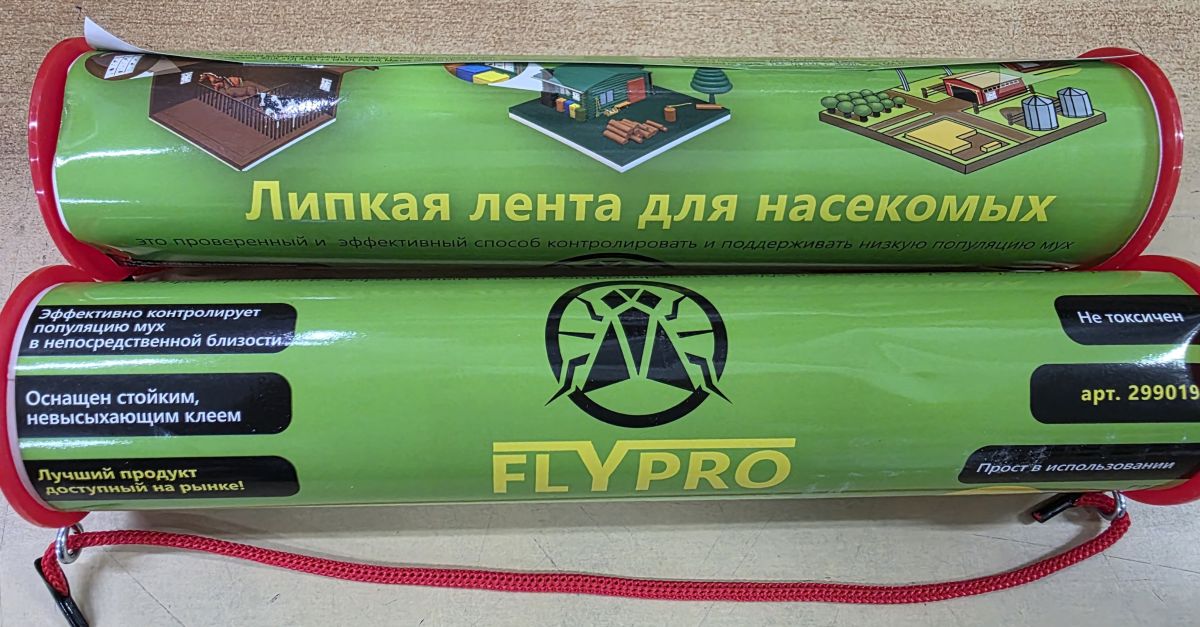 Липкая лента для насекомых
это проверенный и эффективный способ контролировать и поддерживать низкую популяцию мух
Эффективно контролирует
популяцию мух
в непосредственной близости
Оснащен стойким,
невысыхающим клеем
Лучший продукт
доступный на рынке!
FLYPRO
Не токсичен
арт. 299019
Прост в использовании